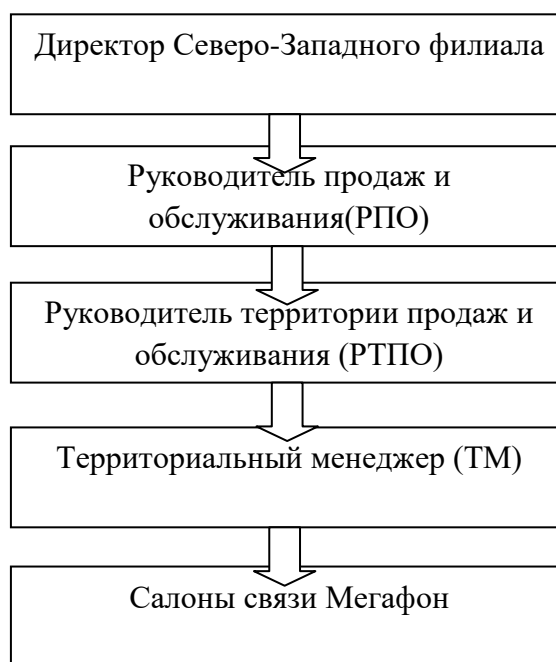 Директор Северо-Западного филиала
Руководитель продаж и
обслуживания(РПО)
Руководитель территории продаж и
обслуживания (РТПО)
Территориальный менеджер (ТМ)
Салоны связи Мегафон